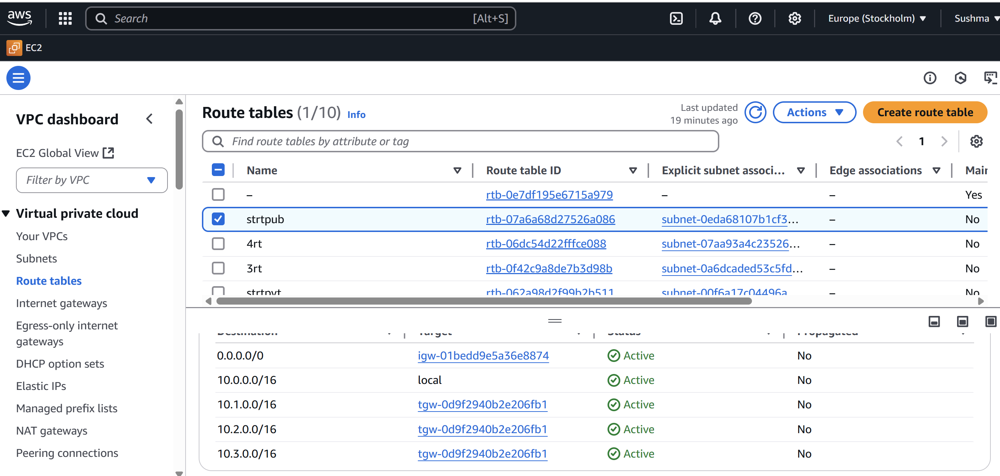 aws
Search [Alt+S] Europe (Stockholm) Sushma
EC2
VPC dashboard
EC2 Global View
Filter by VPC
Virtual private cloud
Your VPCs
Subnets
Route tables
Internet gateways
Egress-only internet
gateways
DHCP option sets
Elastic IPs
Managed prefix lists
NAT gateways
Peering connections
Route tables (1/10) Info
Last updated
19 minutes ago
Actions
Create route table
Find route tables by attribute or tag
1
Name Route table ID Explicit subnet associ... Edge associations Main
– rtb-0e7df195e6715a979 – – Yes
strtpub rtb-07a6a68d27526a086 subnet-0eda68107b1cf3... – No
4rt rtb-06dc54d22fffce088 subnet-07aa93a4c23526... – No
3rt rtb-0f42c9a8de7b3d98b subnet-0a6dcaded53c5fd... – No
strtpvt rtb-062a98d2f99b2b511 subnet-00f6a17c04496a – No
Destination Target Status Propagated
0.0.0.0/0 igw-01bedd9e5a36e8874 Active No
10.0.0.0/16 local Active No
10.1.0.0/16 tgw-0d9f2940b2e206fb1 Active No
10.2.0.0/16 tgw-0d9f2940b2e206fb1 Active No
10.3.0.0/16 tgw-0d9f2940b2e206fb1 Active No